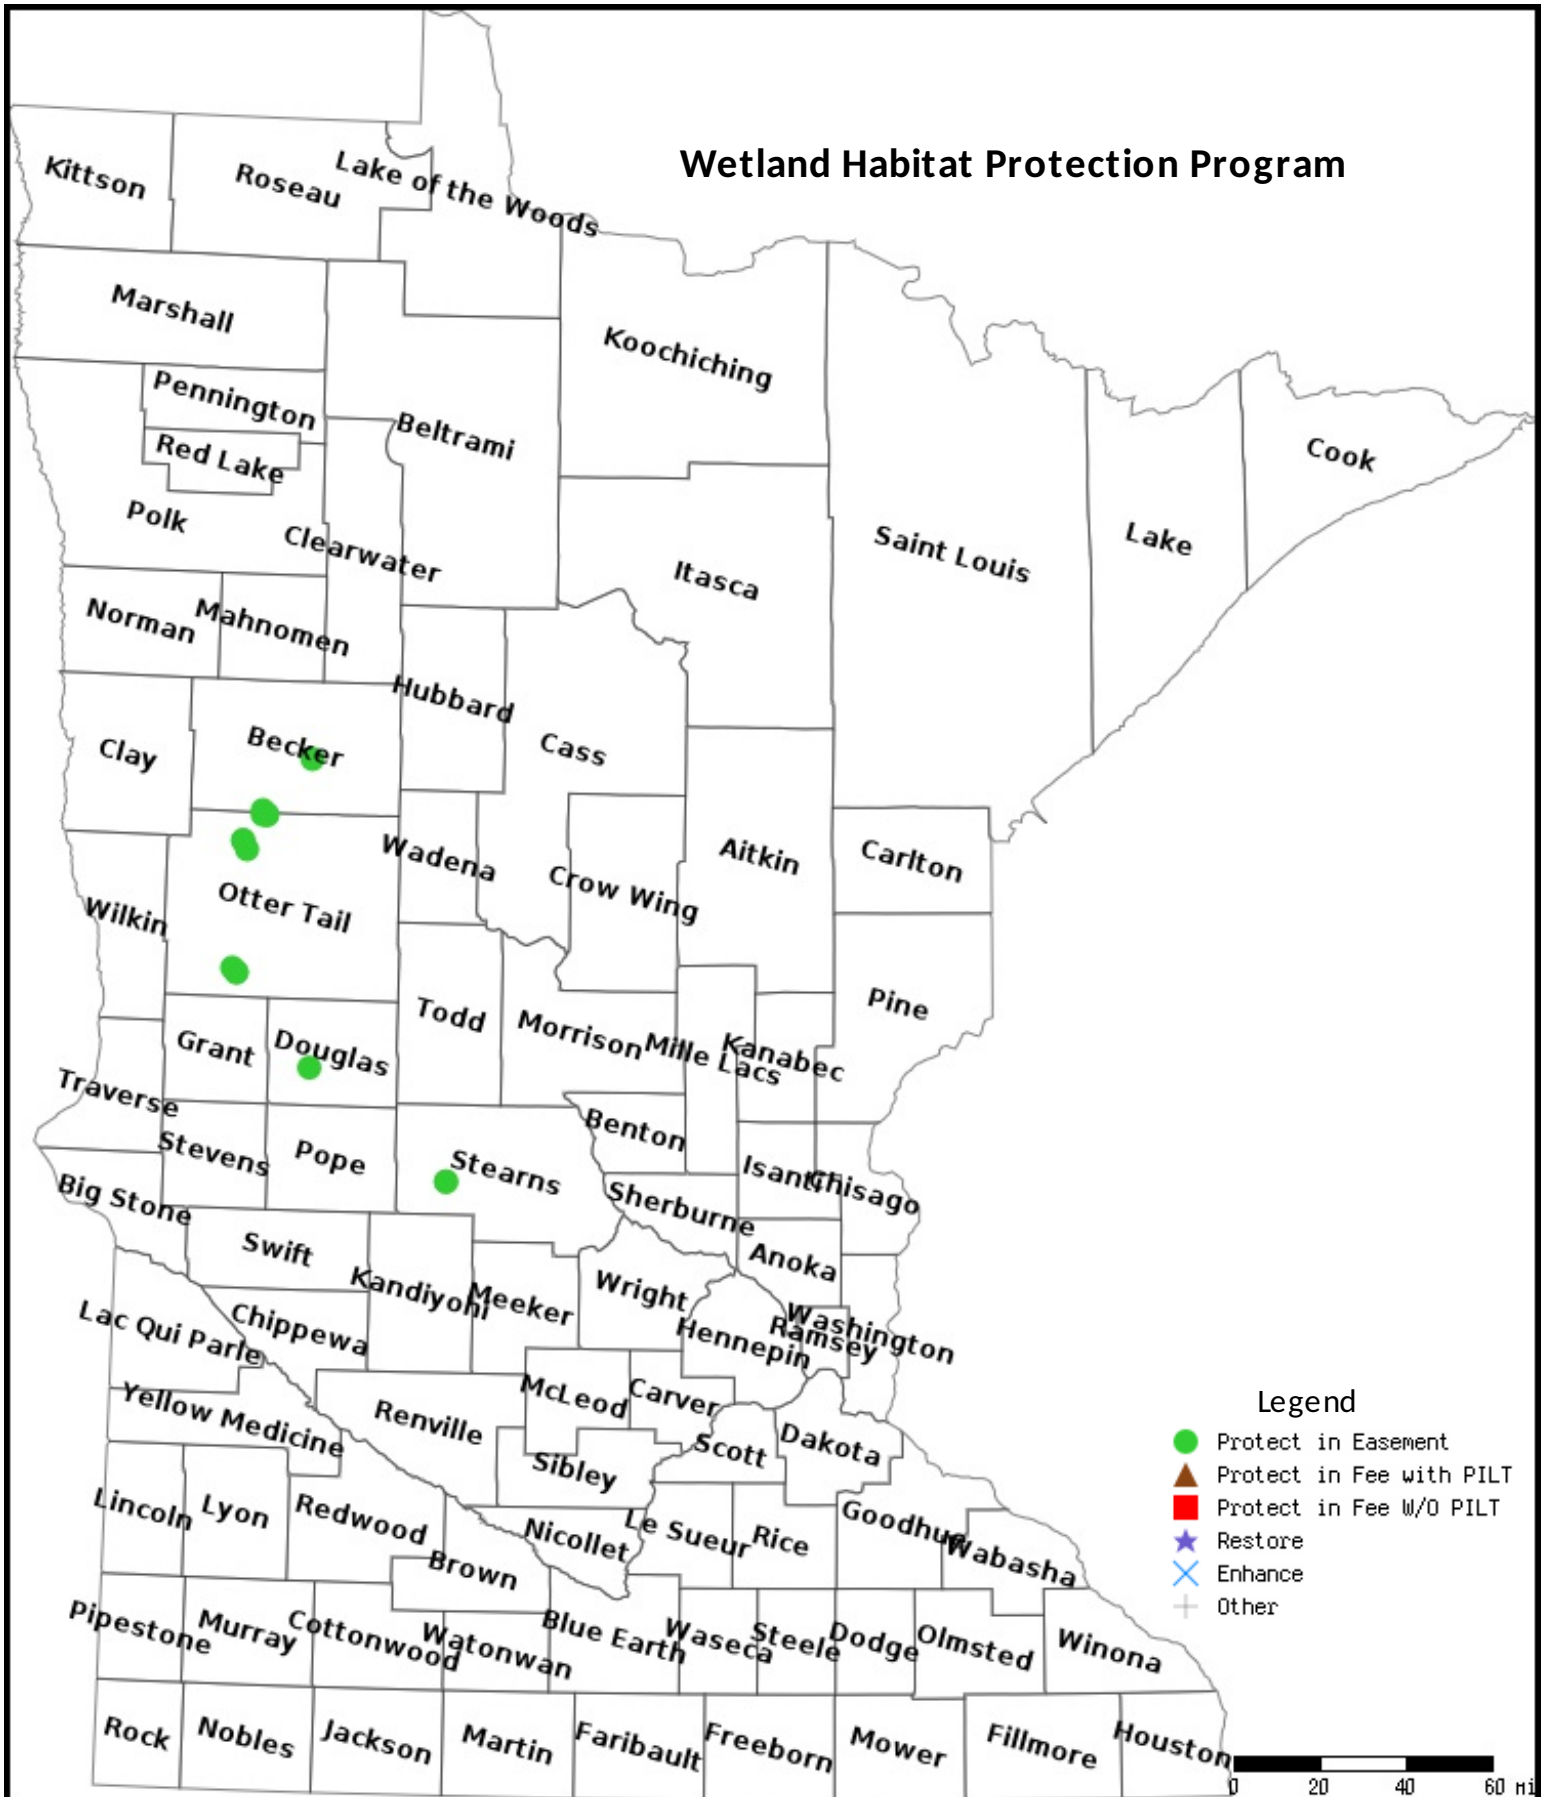 Wetland Habitat Protection Program
Kittson
Roseau
Lake of the Woods
Marshall
Koochiching
Pennington
Beltrami
Red Lake
Cook
Polk
Clearwater
Saint Louis
Lake
Itasca
Norman
Mahnomen
Hubbard
Becker
Clay
Cass
Wadena
Aitkin
Carlton
Crow Wing
Otter Tail
Wilkin
Pine
Todd
Morrison
Mille Lacs
Kanabec
Grant
Douglas
Traverse
Benton
Stevens
Pope
Stearns
Isanti
Chisago
Big Stone
Sherburne
Swift
Anoka
Kandiyohi
Meeker
Wright
Lac Qui Parle
Chippewa
Washington
Ramsey
Hennepin
McLeod
Carver
Yellow Medicine
Renville
Legend
Scott
Dakota
Protect in Easement
Sibley
Protect in Fee with PILT
Lincoln
Lyon
Redwood
Protect in Fee W/O PILT
Nicollet
Le Sueur
Rice
Goodhue
Restore
Brown
Wabasha
Enhance
Other
Pipestone
Murray
Cottonwood
Watonwan
Blue Earth
Waseca
Steele
Dodge
Olmsted
Winona
Rock
Nobles
Jackson
Martin
Faribault
Freeborn
Mower
Fillmore
Houston
0 20 40 60 mi